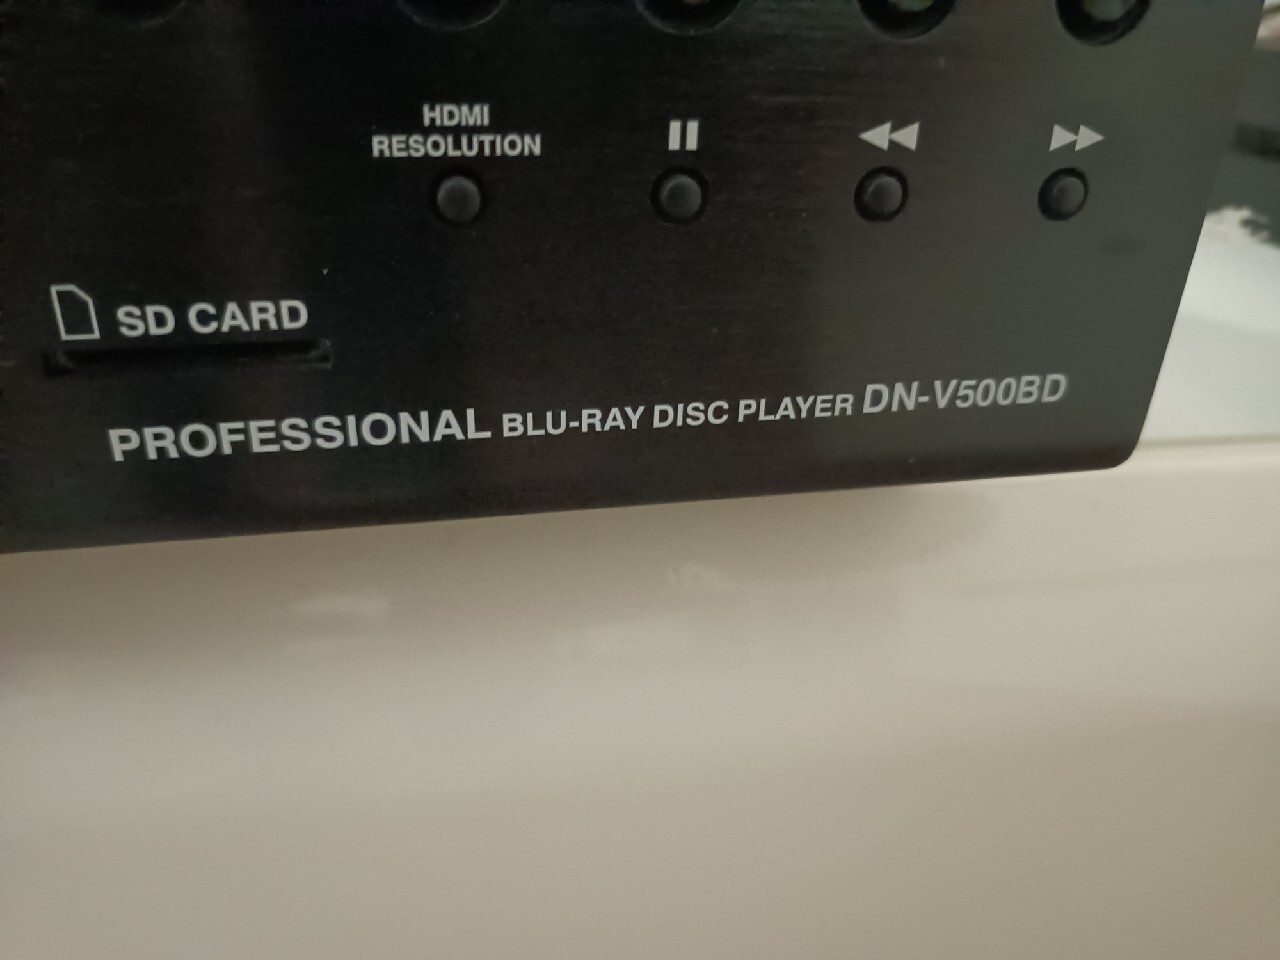 HDMI
RESOLUTION
SD CARD
PROFESSIONAL BLU-RAY DISC PLAYER DN-V500BD